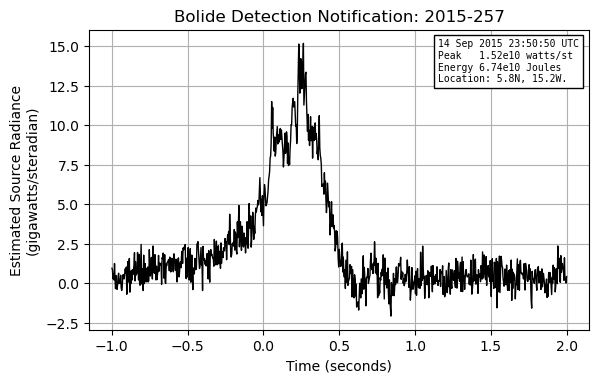 Bolide Detection Notification: 2015-257
14 Sep 2015 23:50:50 UTC
Peak 1.52e10 watts/st
Energy 6.74e10 Joules
Location: 5.8N, 15.2W.
Estimated Source Radiance
(gigawatts/steradian)
15.0
12.5
10.0
7.5
5.0
2.5
0.0
−2.5
−1.0 −0.5 0.0 0.5 1.0 1.5 2.0
Time (seconds)